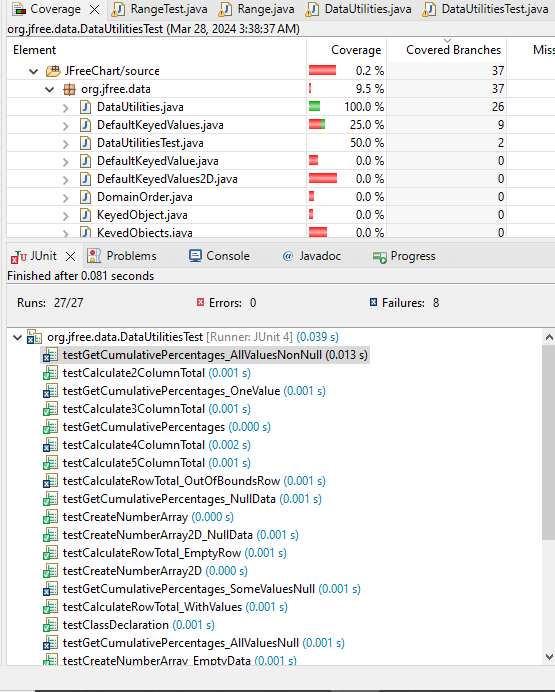 Coverage RangeTest.java Range.java DataUtilities.java DataUtilitiesTest.java
org.jfree.data.DataUtilitiesTest (Mar 28, 2024 3:38:37 AM)
Element Coverage Covered Branches Miss
JFreeChart/source 0.2 % 37
org.jfree.data 9.5 % 37
DataUtilities.java 100.0 % 26
DefaultKeyedValues.java 25.0 % 9
DataUtilitiesTest.java 50.0 % 2
DefaultKeyedValue.java 0.0 % 0
DefaultKeyedValues2D.java 0.0 % 0
DomainOrder.java 0.0 % 0
KeyedObject.java 0.0 % 0
KeyedObjects.java 0.0 % 0
JUnit Problems Console Javadoc Progress
Finished after 0.081 seconds
Runs: 27/27 Errors: 0 Failures: 8
org.jfree.data.DataUtilitiesTest [Runner: JUnit 4] (0.039 s)
testGetCumulativePercentages_AllValuesNonNull (0.013 s)
testCalculate2ColumnTotal (0.001 s)
testGetCumulativePercentages_OneValue (0.001 s)
testCalculate3ColumnTotal (0.001 s)
testGetCumulativePercentages (0.000 s)
testCalculate4ColumnTotal (0.002 s)
testCalculate5ColumnTotal (0.001 s)
testCalculateRowTotal_OutOfBoundsRow (0.001 s)
testGetCumulativePercentages_NullData (0.001 s)
testCreateNumberArray (0.000 s)
testCreateNumberArray2D_NullData (0.001 s)
testCalculateRowTotal_EmptyRow (0.001 s)
testCreateNumberArray2D (0.000 s)
testGetCumulativePercentages_SomeValuesNull (0.001 s)
testCalculateRowTotal_WithValues (0.001 s)
testClassDeclaration (0.001 s)
testGetCumulativePercentages_AllValuesNull (0.001 s)
testCreateNumberArray_EmptyData (0.001 s)